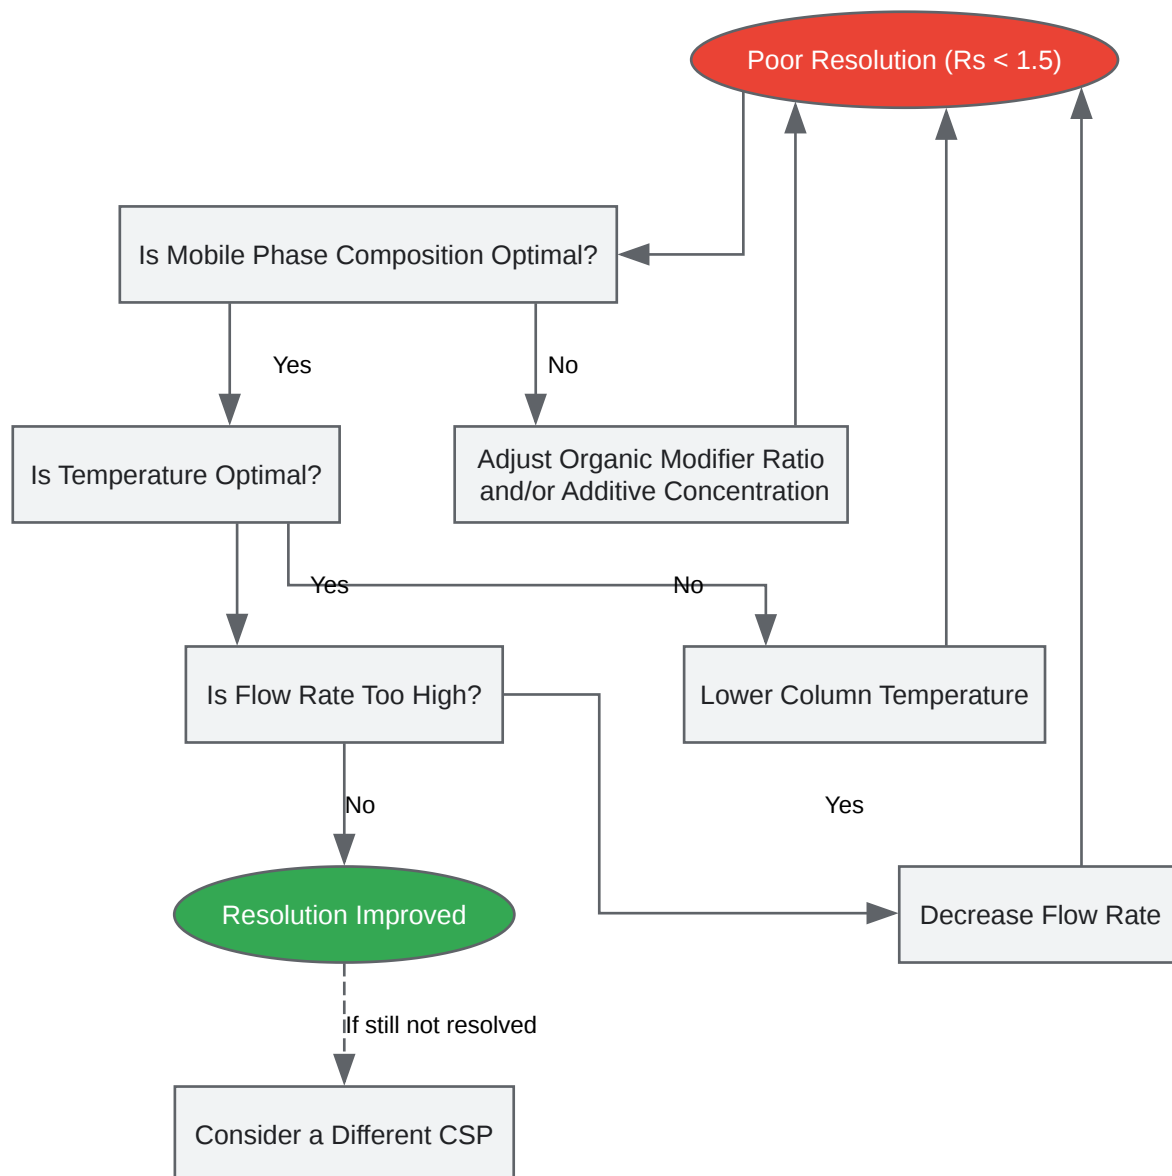 Poor Resolution (Rs < 1.5)
Is Mobile Phase Composition Optimal?
Yes
No
Is Temperature Optimal?
Adjust Organic Modifier Ratio
and/or Additive Concentration
Yes
No
Is Flow Rate Too High?
Lower Column Temperature
No
Yes
Resolution Improved
Decrease Flow Rate
If still not resolved
Consider a Different CSP